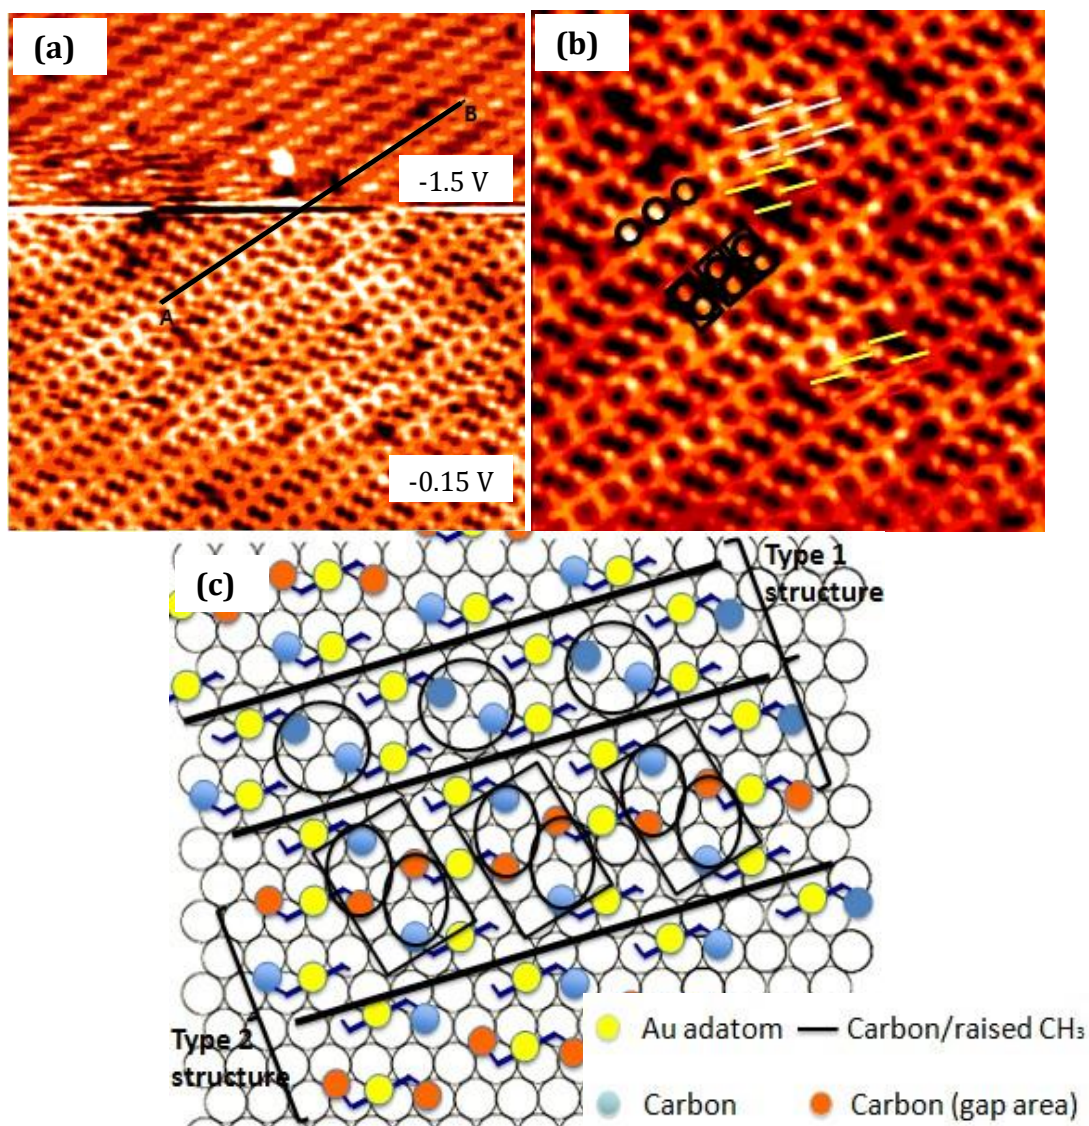 (a)
B
-1.5 V
A
-0.15 V
(b)
(c)
Type 1
structure
Type 2
structure
Au adatom
Carbon/raised CH₃
Carbon
Carbon (gap area)